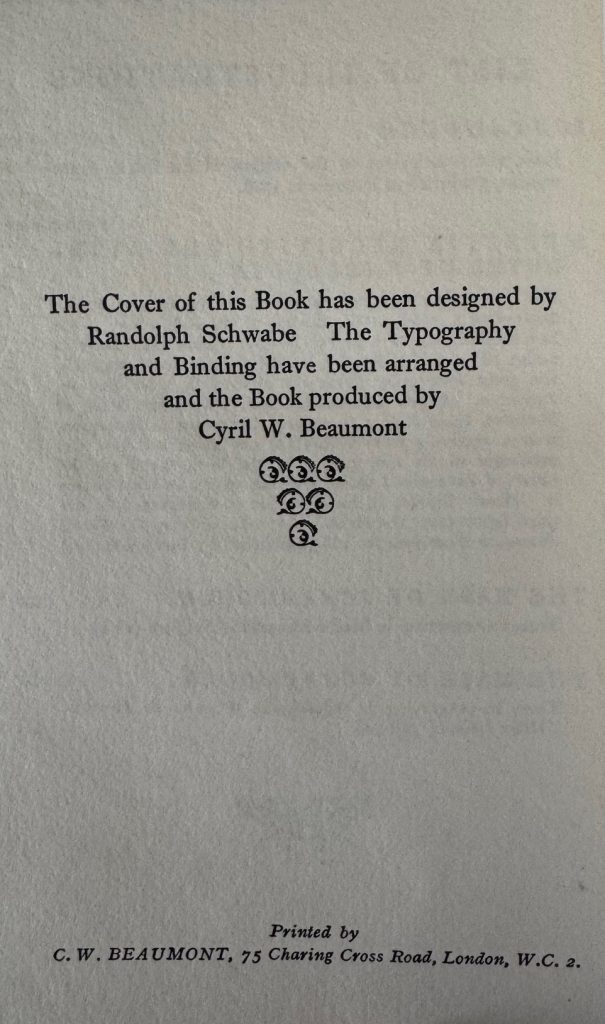 The Cover of this Book has been designed by
Randolph Schwabe The Typography
and Binding have been arranged
and the Book produced by
Cyril W. Beaumont
Printed by
C. W. BEAUMONT, 75 Charing Cross Road, London, W.C. 2.